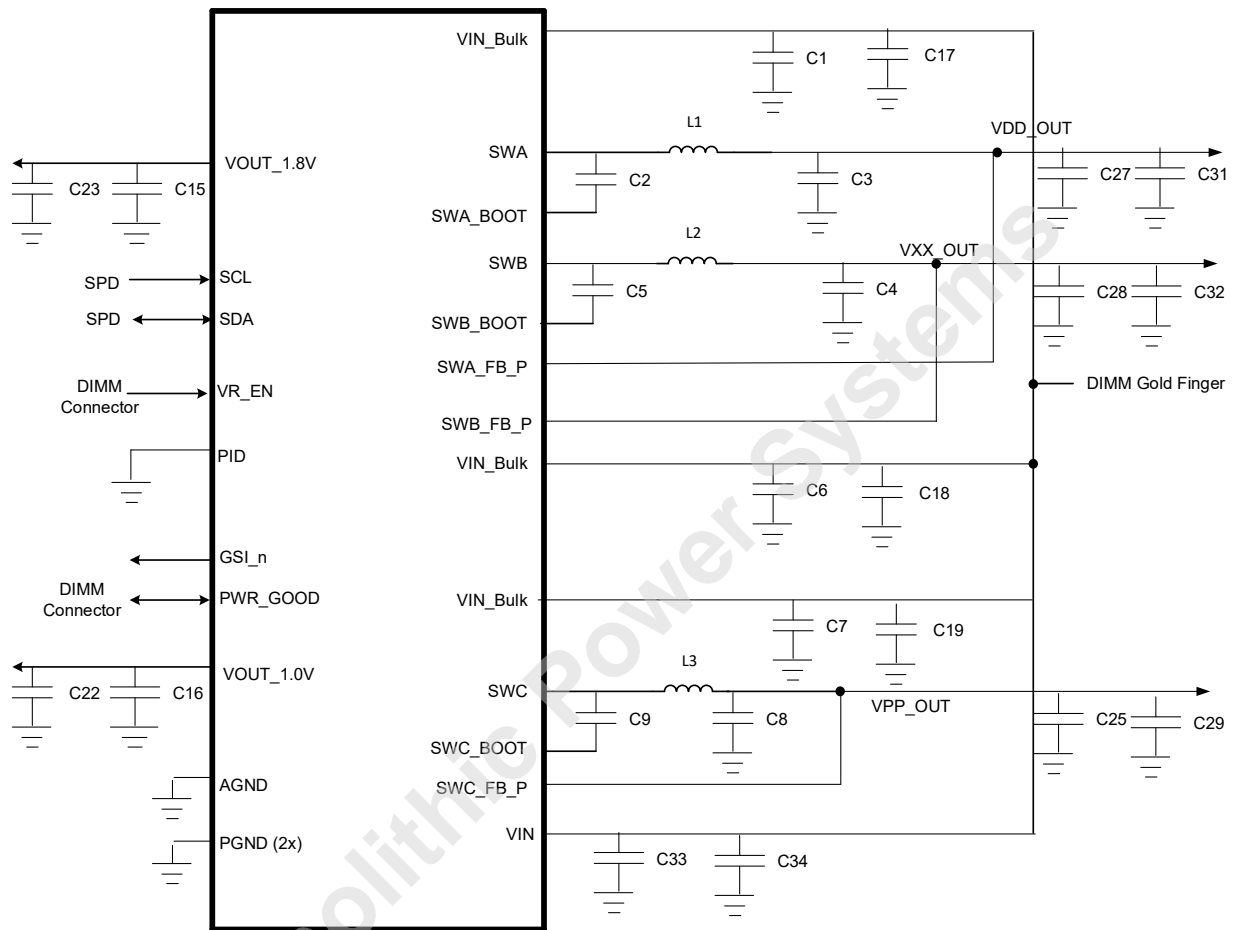 VIN_Bulk
C1
C17
L1
VDD_OUT
VOUT_1.8V
SWA
C23
C15
C2
C3
C27
C31
SWA_BOOT
L2
VXX_OUT
SWB
SPD
SCL
C5
C4
C28
C32
SPD
SDA
SWB_BOOT
SWA_FB_P
DIMM
Connector
VR_EN
DIMM Gold Finger
SWB_FB_P
PID
VIN_Bulk
C6
C18
GSI_n
DIMM
Connector
PWR_GOOD
VIN_Bulk
C7
C19
VOUT_1.0V
L3
C22
C16
SWC
VPP_OUT
C9
C8
C25
C29
SWC_BOOT
AGND
SWC_FB_P
VIN
PGND (2x)
C33
C34
olithic Power Systems